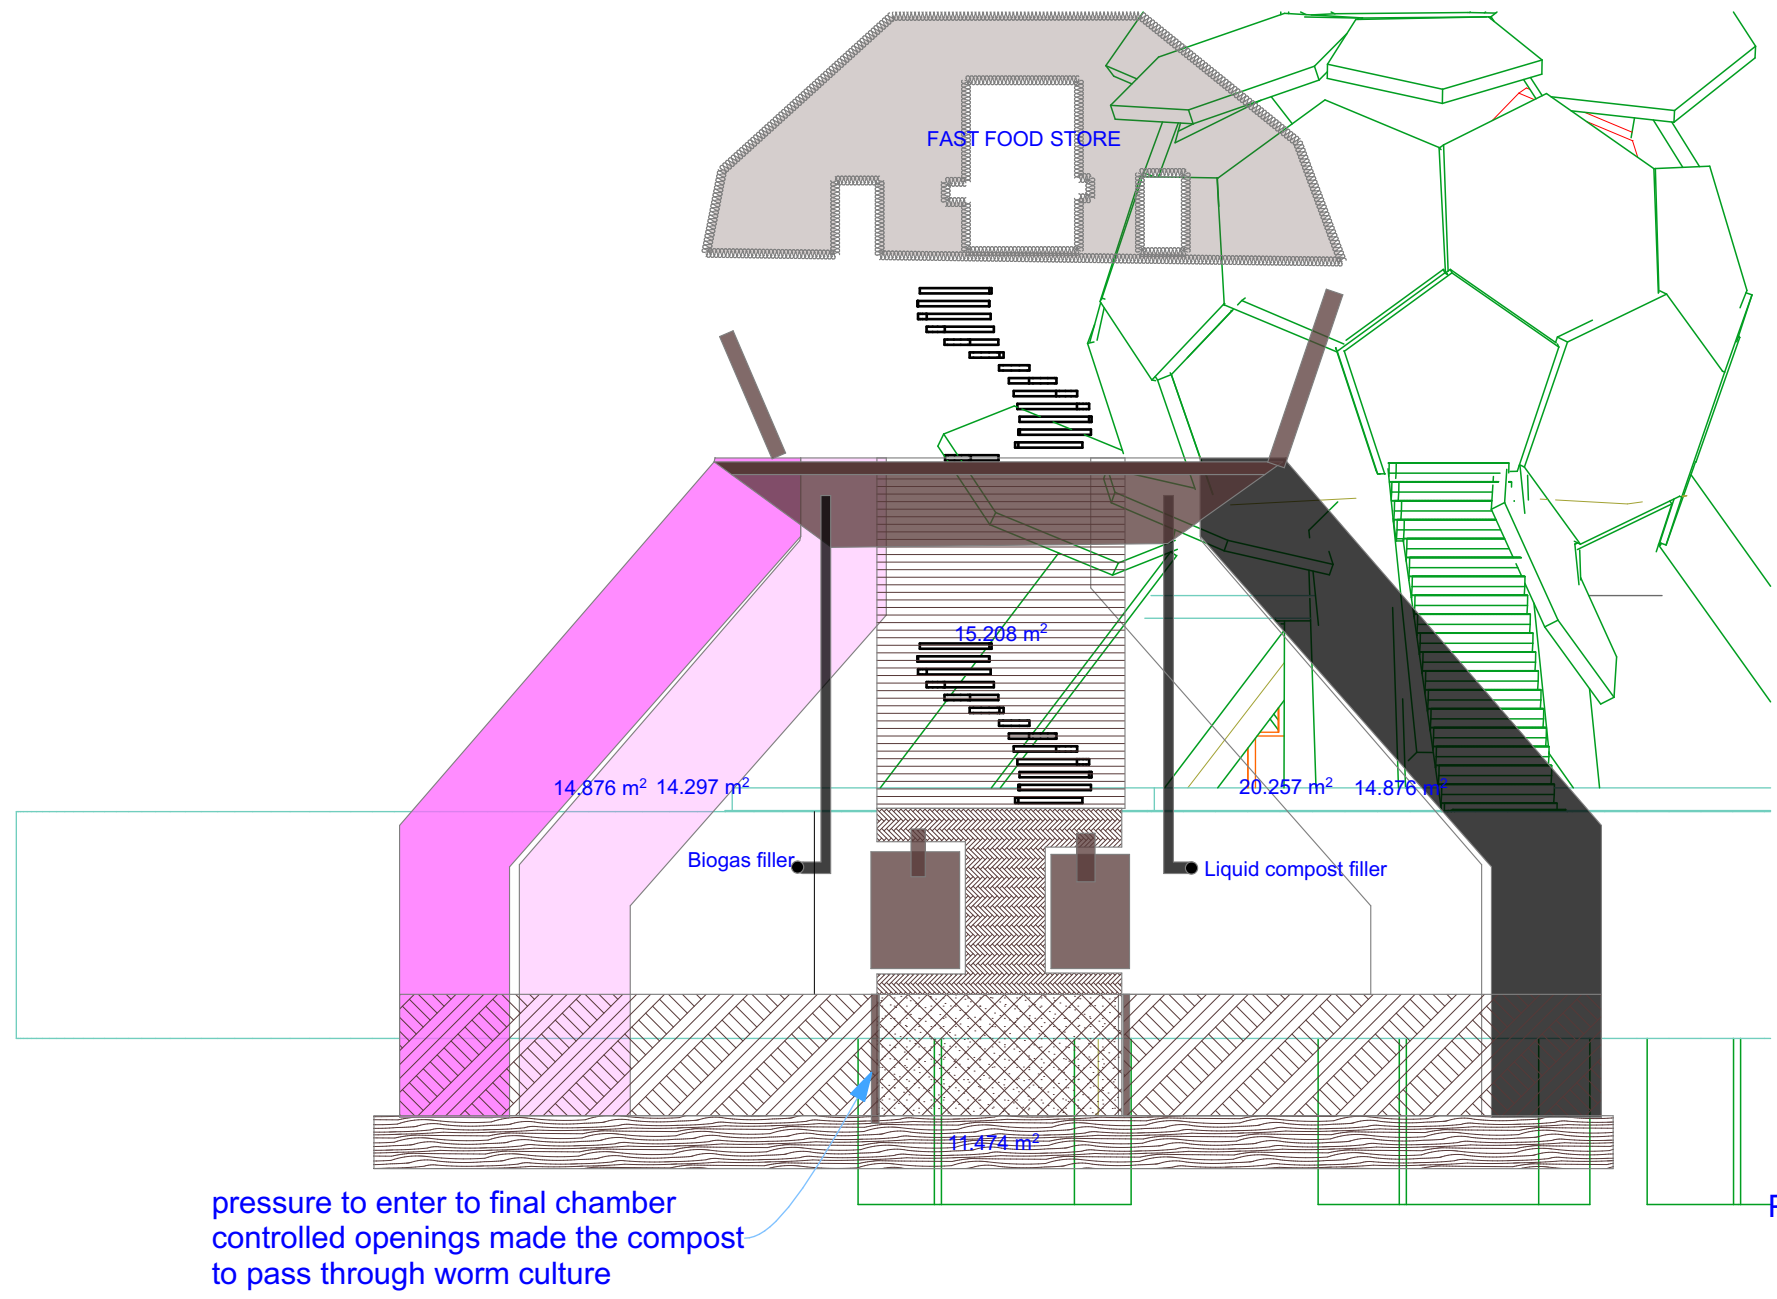 FAST FOOD STORE
15.208 m²
14.876 m² 14.297 m²
20.257 m² 14.876 m²
Biogas filler
Liquid compost filler
11.474 m²
pressure to enter to final chamber
controlled openings made the compost
to pass through worm culture